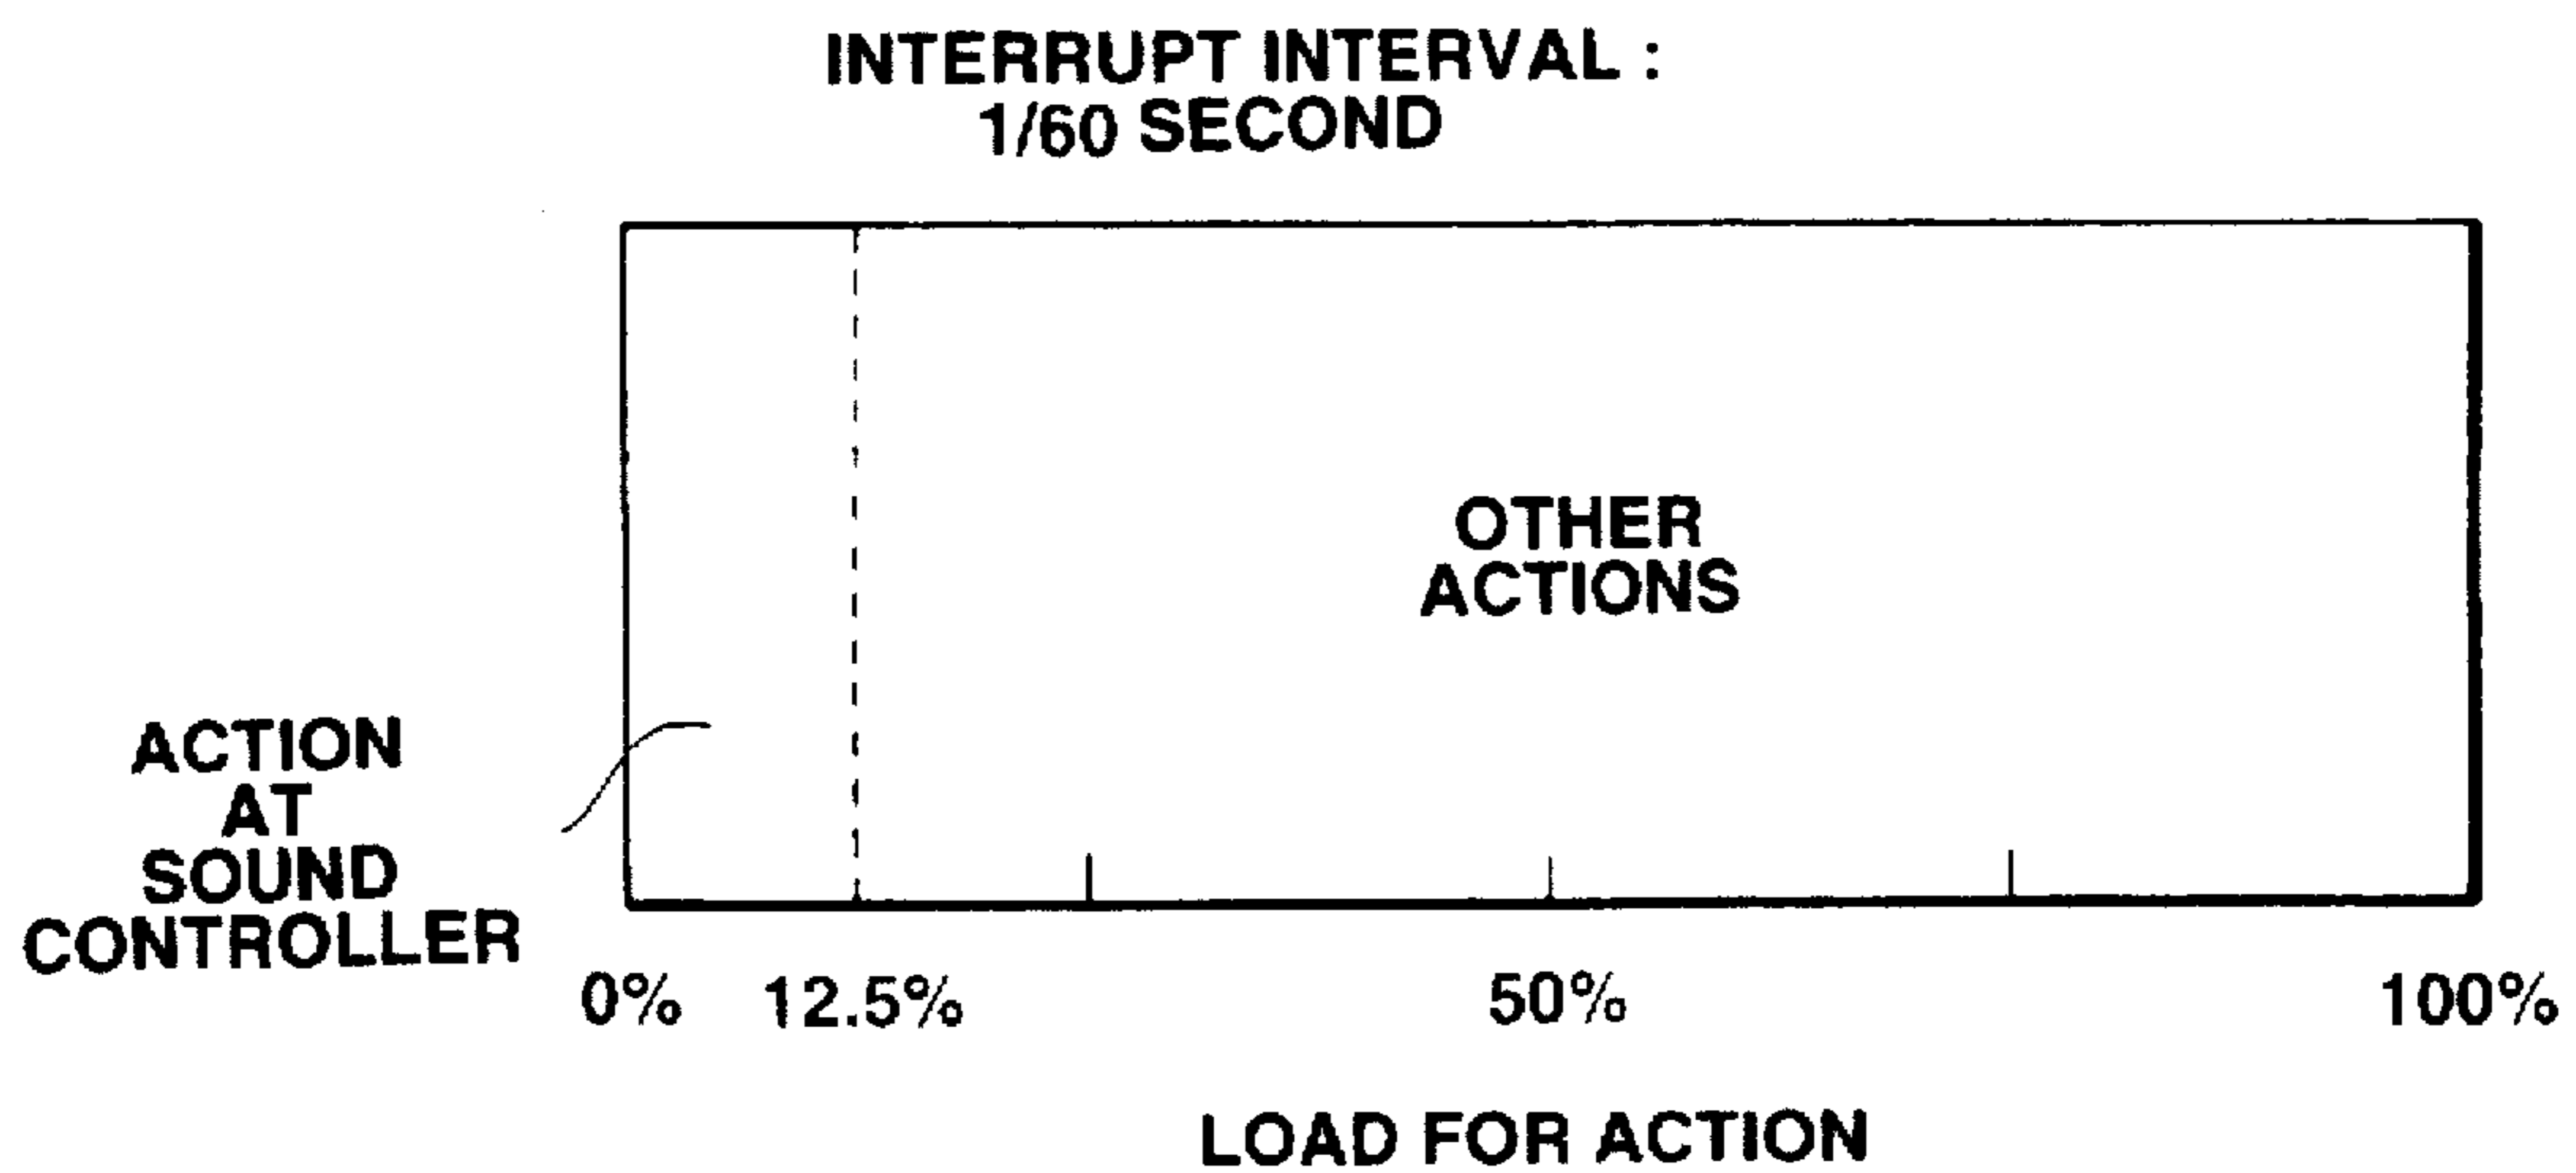 INTERRUPT INTERVAL :
1/60 SECOND
OTHER
ACTIONS
ACTION
AT
SOUND
CONTROLLER
0% 12.5% 50% 100%
LOAD FOR ACTION